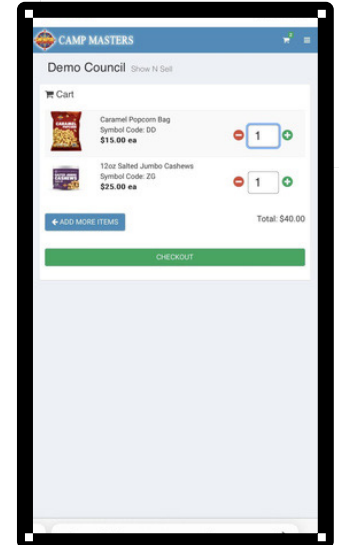 CAMP MASTERS
Demo Council Show N Sell
Cart
Caramel Popcorn Bag
Symbol Code: DD
$15.00 ea
1
12oz Salted Jumbo Cashews
Symbol Code: ZG
$25.00 ea
1
ADD MORE ITEMS
Total: $40.00
CHECKOUT